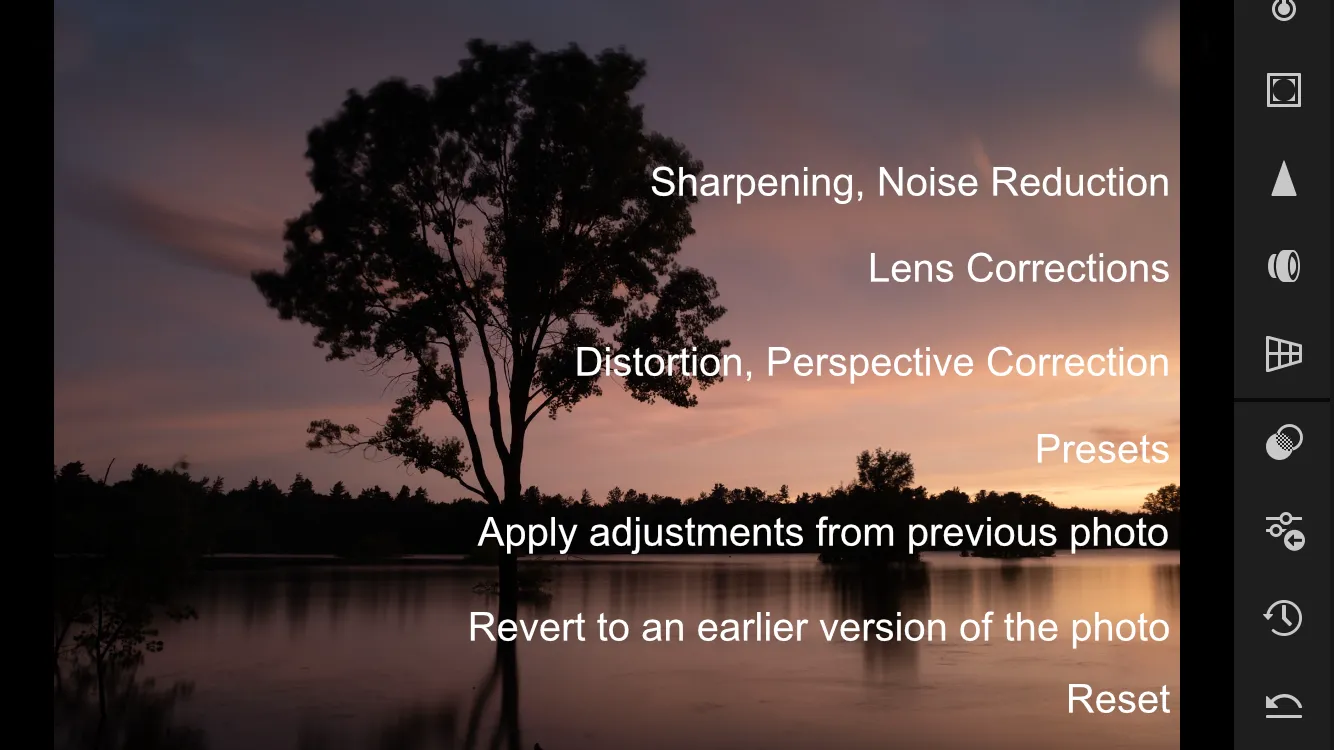 Sharpening, Noise Reduction
Lens Corrections
Distortion, Perspective Correction
Presets
Apply adjustments from previous photo
Revert to an earlier version of the photo
Reset